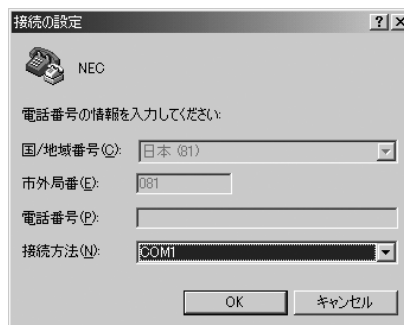 接続の設定
NEC
電話番号の情報を入力してください:
国/地域番号(C): 日本 (81)
市外局番(E): 081
電話番号(P):
接続方法(N): COM1
OK キャンセル